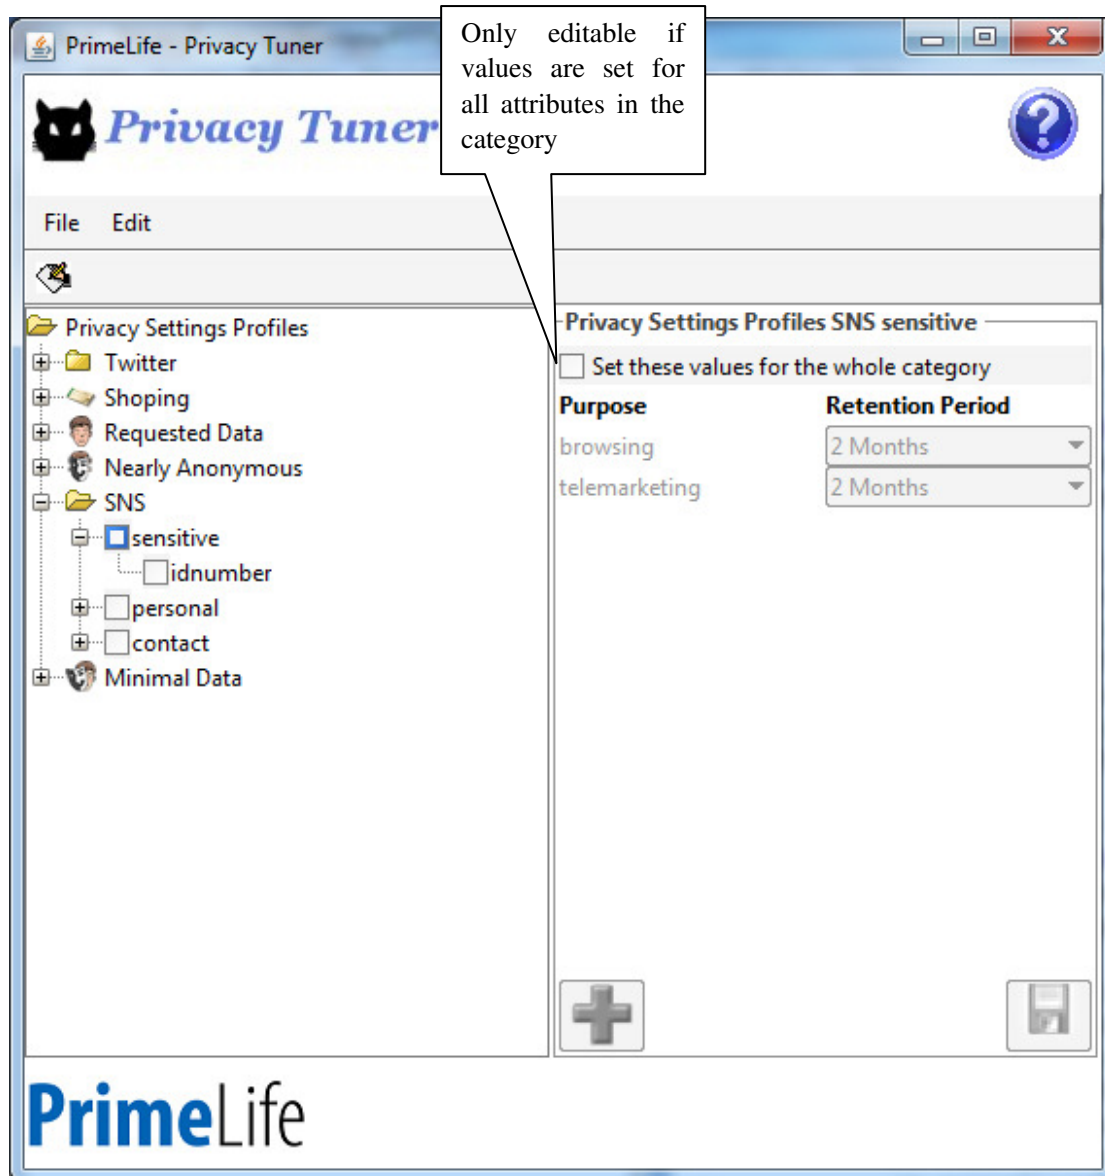 PrimeLife - Privacy Tuner
Only editable if
values are set for
all attributes in the
category
Privacy Tuner
File Edit
Privacy Settings Profiles
Twitter
Shoping
Requested Data
Nearly Anonymous
SNS
sensitive
idnumber
personal
contact
Minimal Data
Privacy Settings Profiles SNS sensitive
Set these values for the whole category
Purpose Retention Period
browsing 2 Months
telemarketing 2 Months
PrimeLife